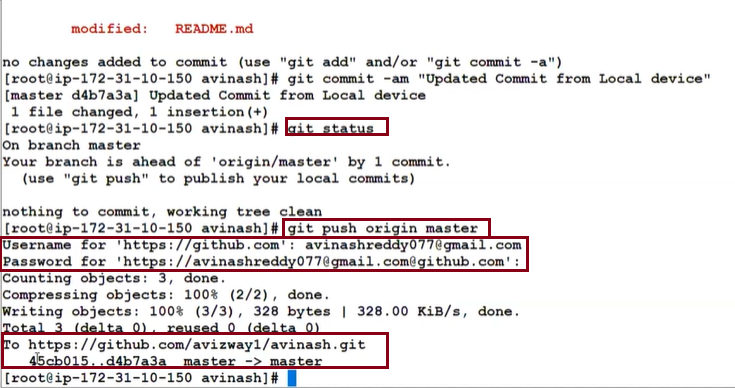 modified: README.md
no changes added to commit (use "git add" and/or "git commit -a")
[root@ip-172-31-10-150 avinash]# git commit -am "Updated Commit from Local device"
[master d4b7a3a] Updated Commit from Local device
1 file changed, 1 insertion(+)
[root@ip-172-31-10-150 avinash]# git status
On branch master
Your branch is ahead of 'origin/master' by 1 commit.
(use "git push" to publish your local commits)
nothing to commit, working tree clean
[root@ip-172-31-10-150 avinash]# git push origin master
Username for 'https://github.com': avinashreddy077@gmail.com
Password for 'https://avinashreddy077@gmail.com@github.com':
Counting objects: 3, done.
Compressing objects: 100% (2/2), done.
Writing objects: 100% (3/3), 328 bytes | 328.00 KiB/s, done.
Total 3 (delta 0), reused 0 (delta 0)
To https://github.com/avizway1/avinash.git
45cb015..d4b7a3a master -> master
[root@ip-172-31-10-150 avinash]#